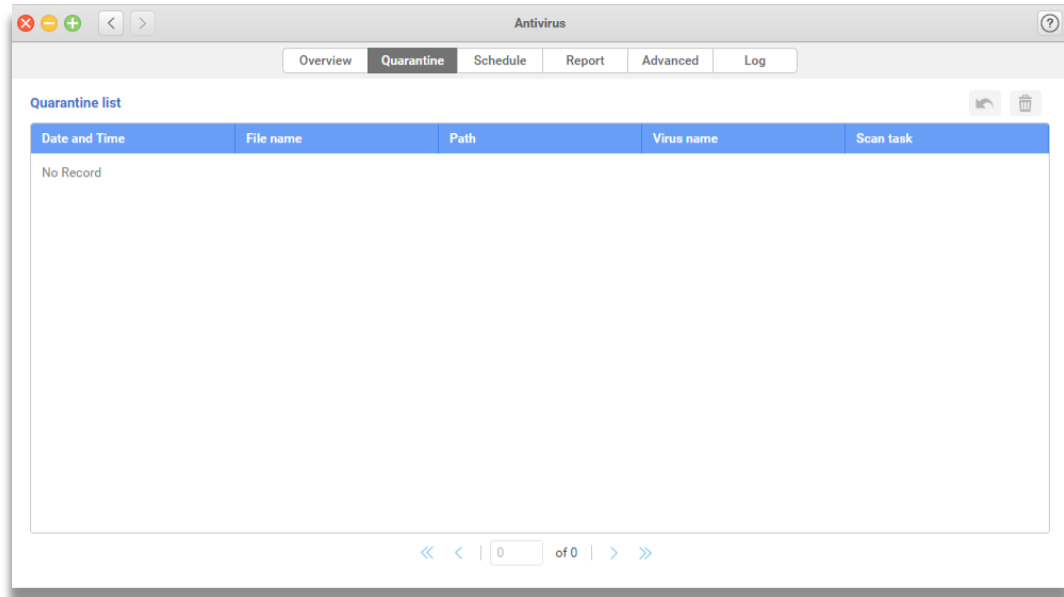 Antivirus
?
Overview Quarantine Schedule Report Advanced Log
Quarantine list
Date and Time File name Path Virus name Scan task
No Record
0 of 0